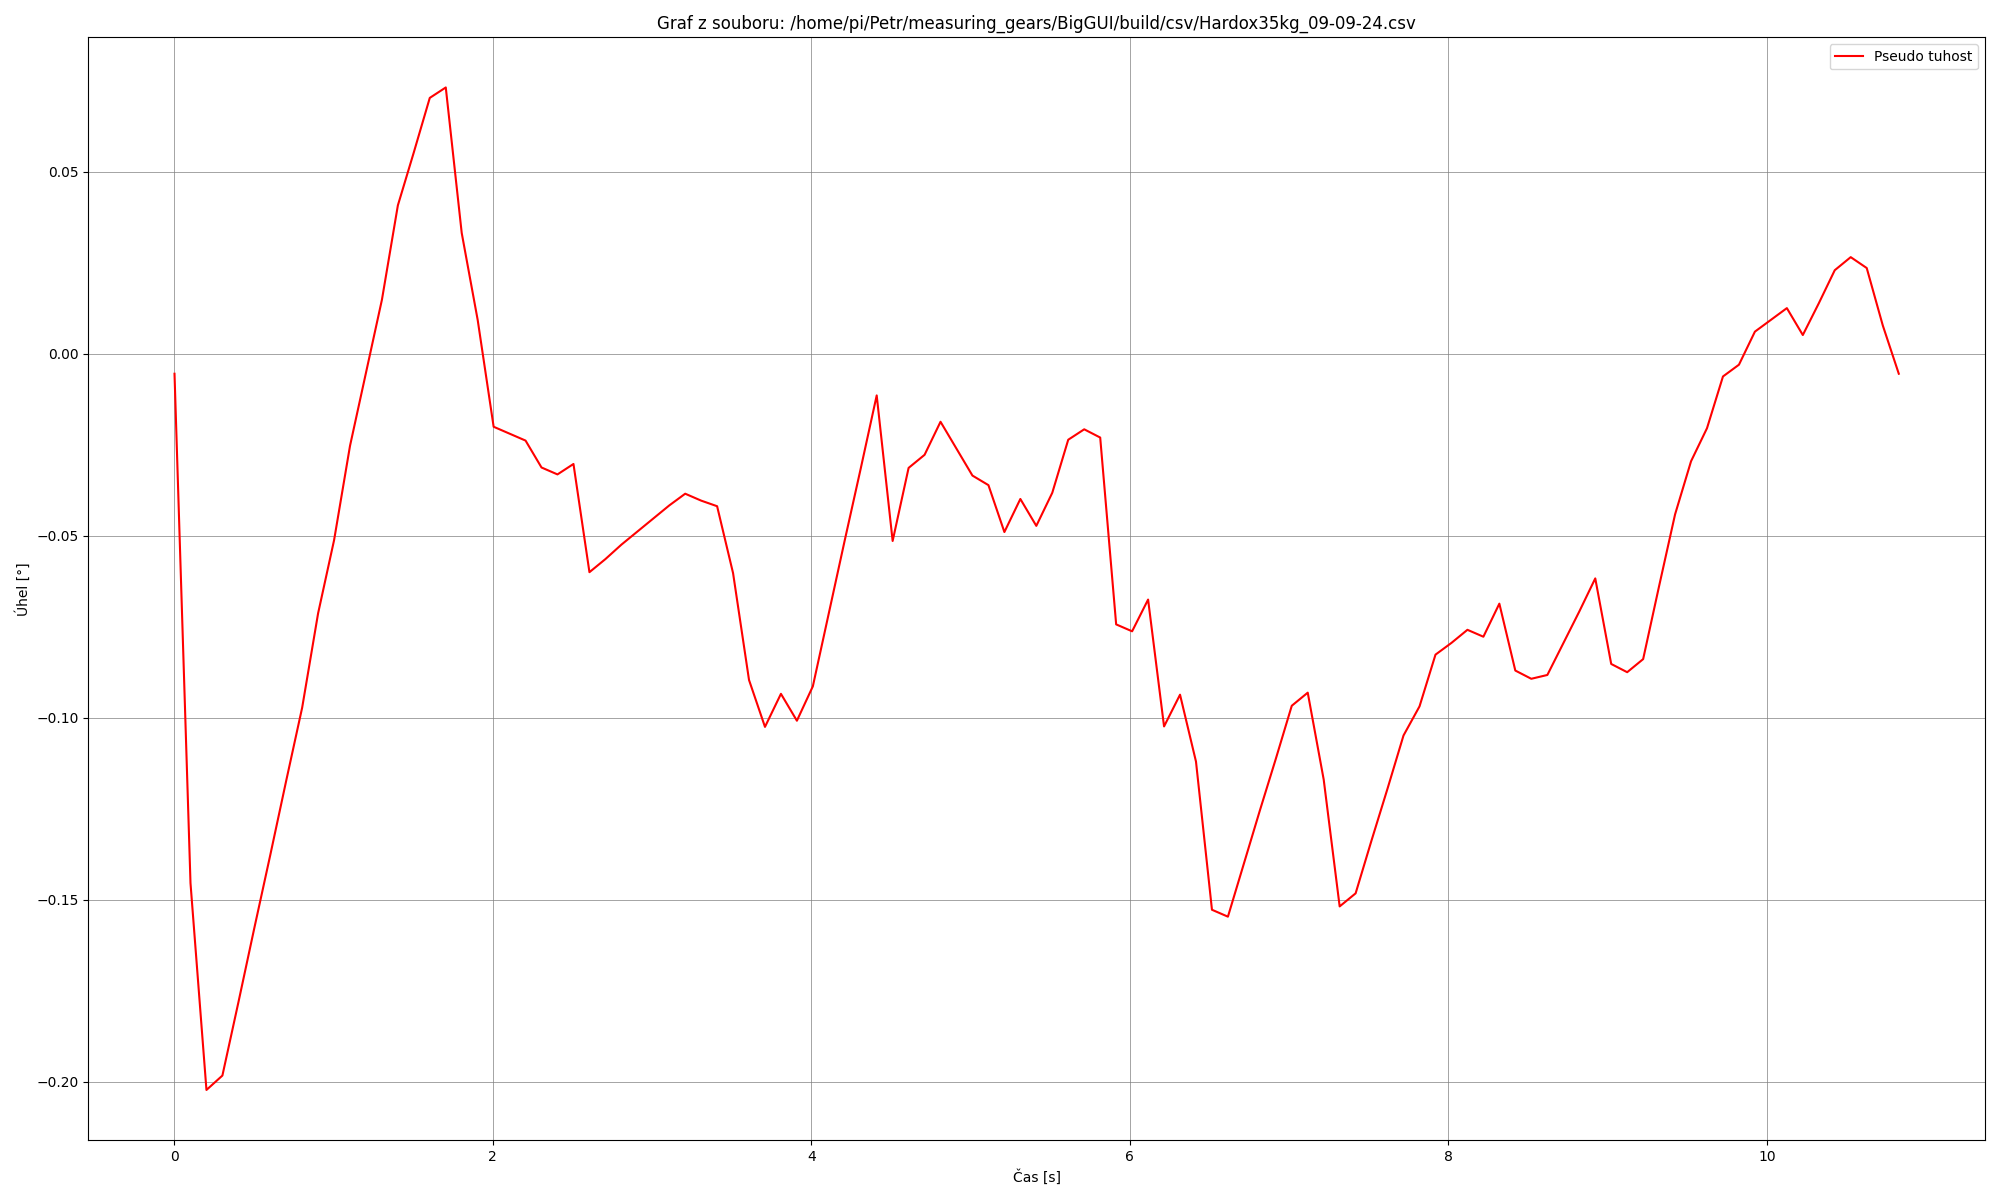 Graf z souboru: /home/pi/Petr/measuring_gears/BigGUI/build/csv/Hardox35kg_09-09-24.csv
Pseudo tuhost
0.05
0.00
−0.05
−0.10
−0.15
−0.20
Úhel [°]
0 2 4 6 8 10
Čas [s]